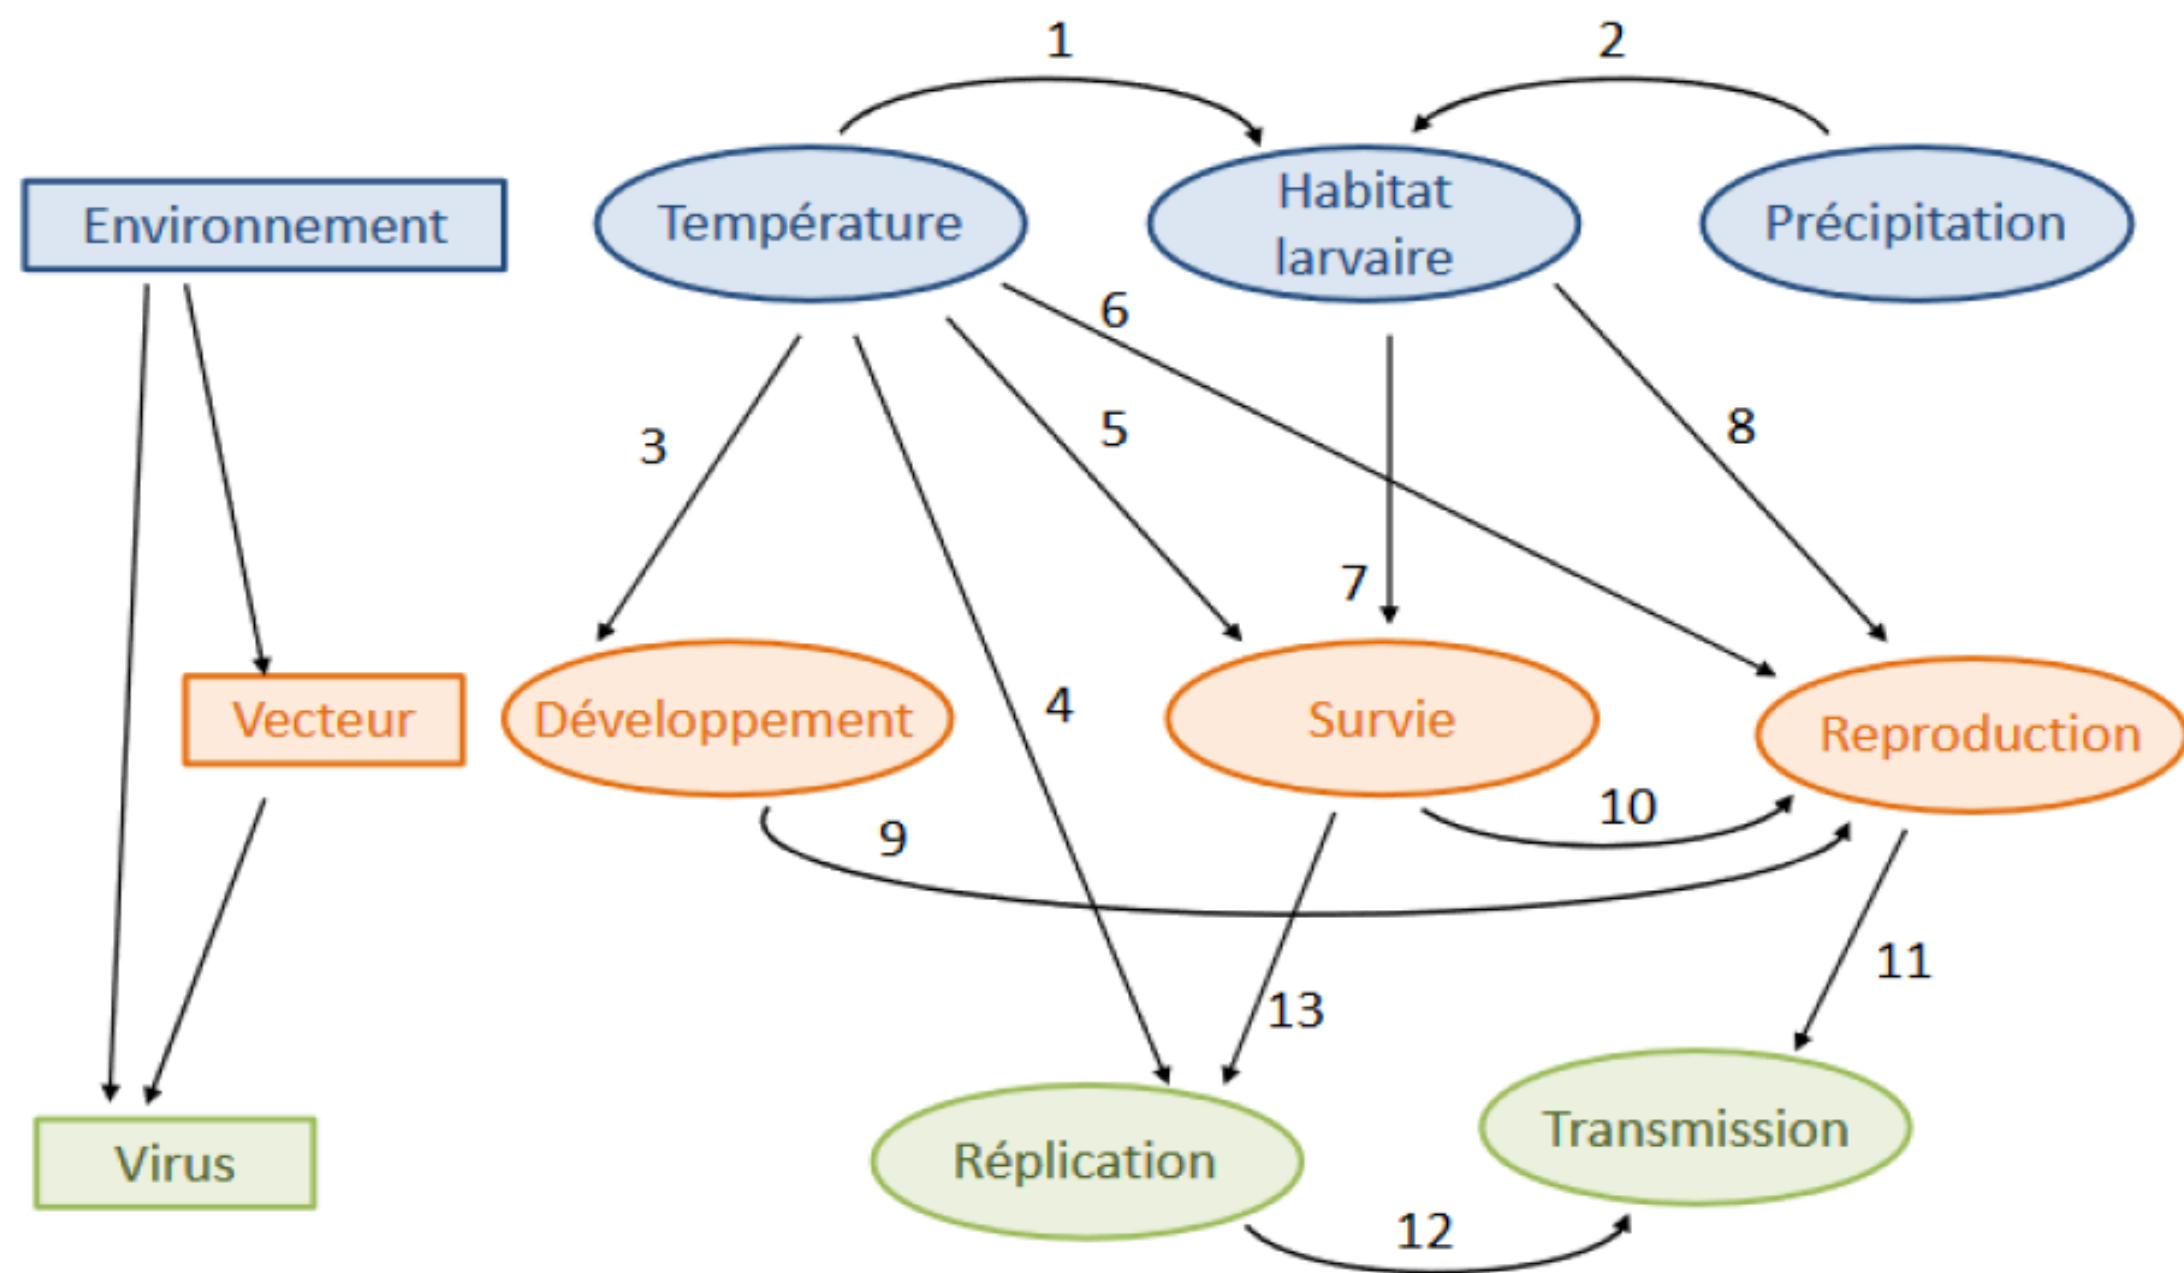 1
2
Environnement
Température
Habitat
larvaire
Précipitation
6
3
5
8
7
4
Vecteur
Développement
Survie
Reproduction
9
10
11
13
Virus
Réplication
Transmission
12